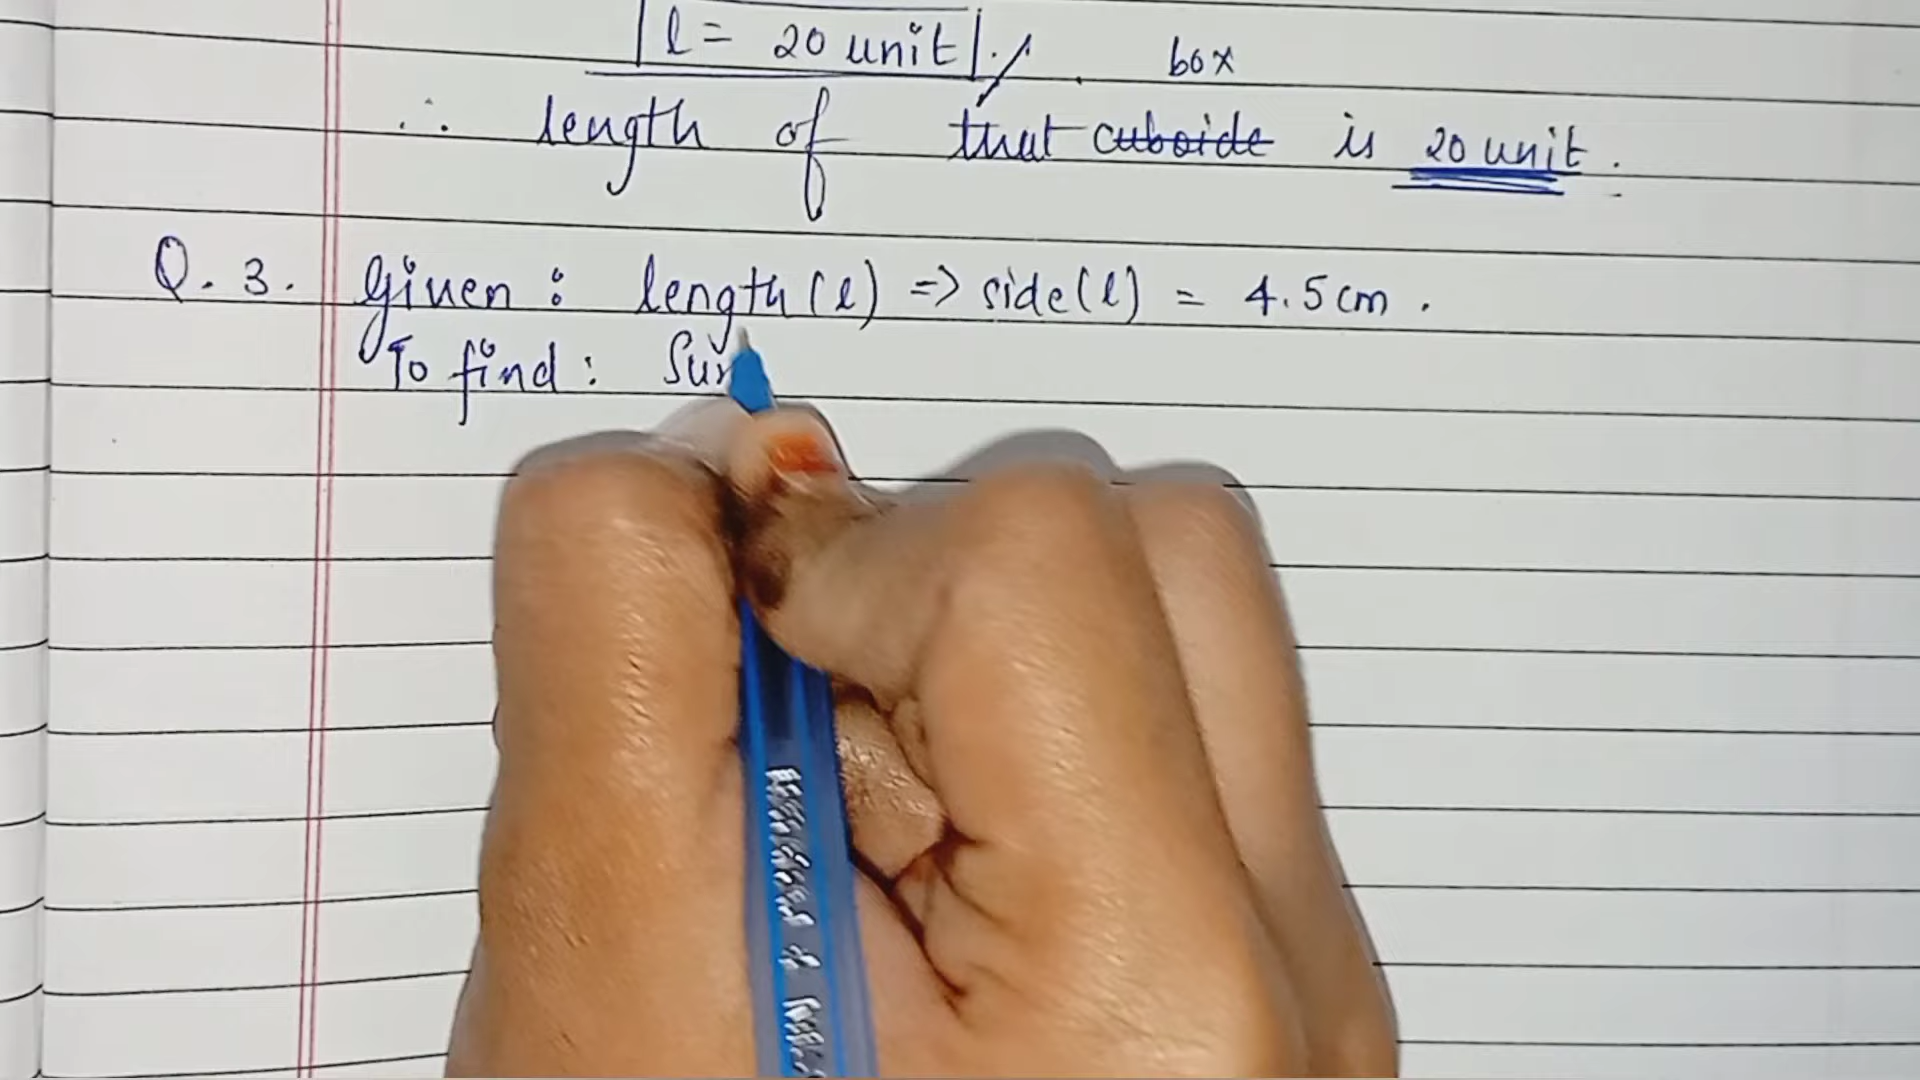 l = 20 unit
box
∴ length of that cuboide is 20 unit.
Q. 3. Given : length (l) => side (l) = 4.5 cm .
To find : Sur